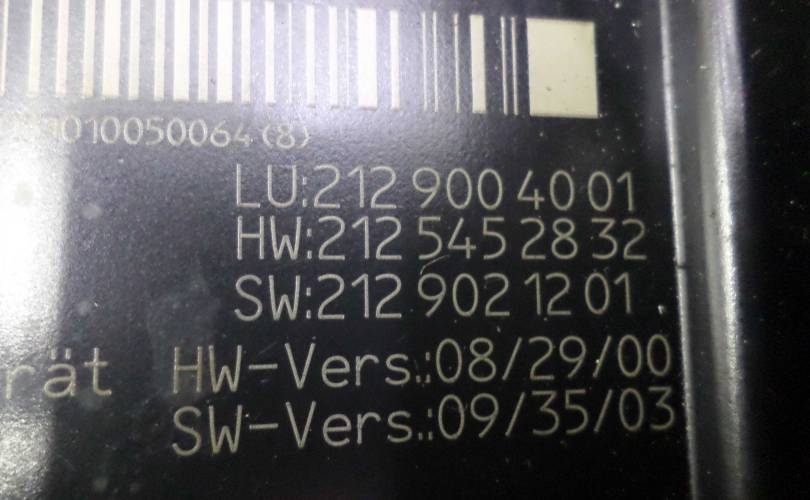 1010050064(8)
LU:212 900 40 01
HW:212 545 28 32
SW:212 902 12 01
rät HW-Vers.:08/29/00
SW-Vers.:09/35/03